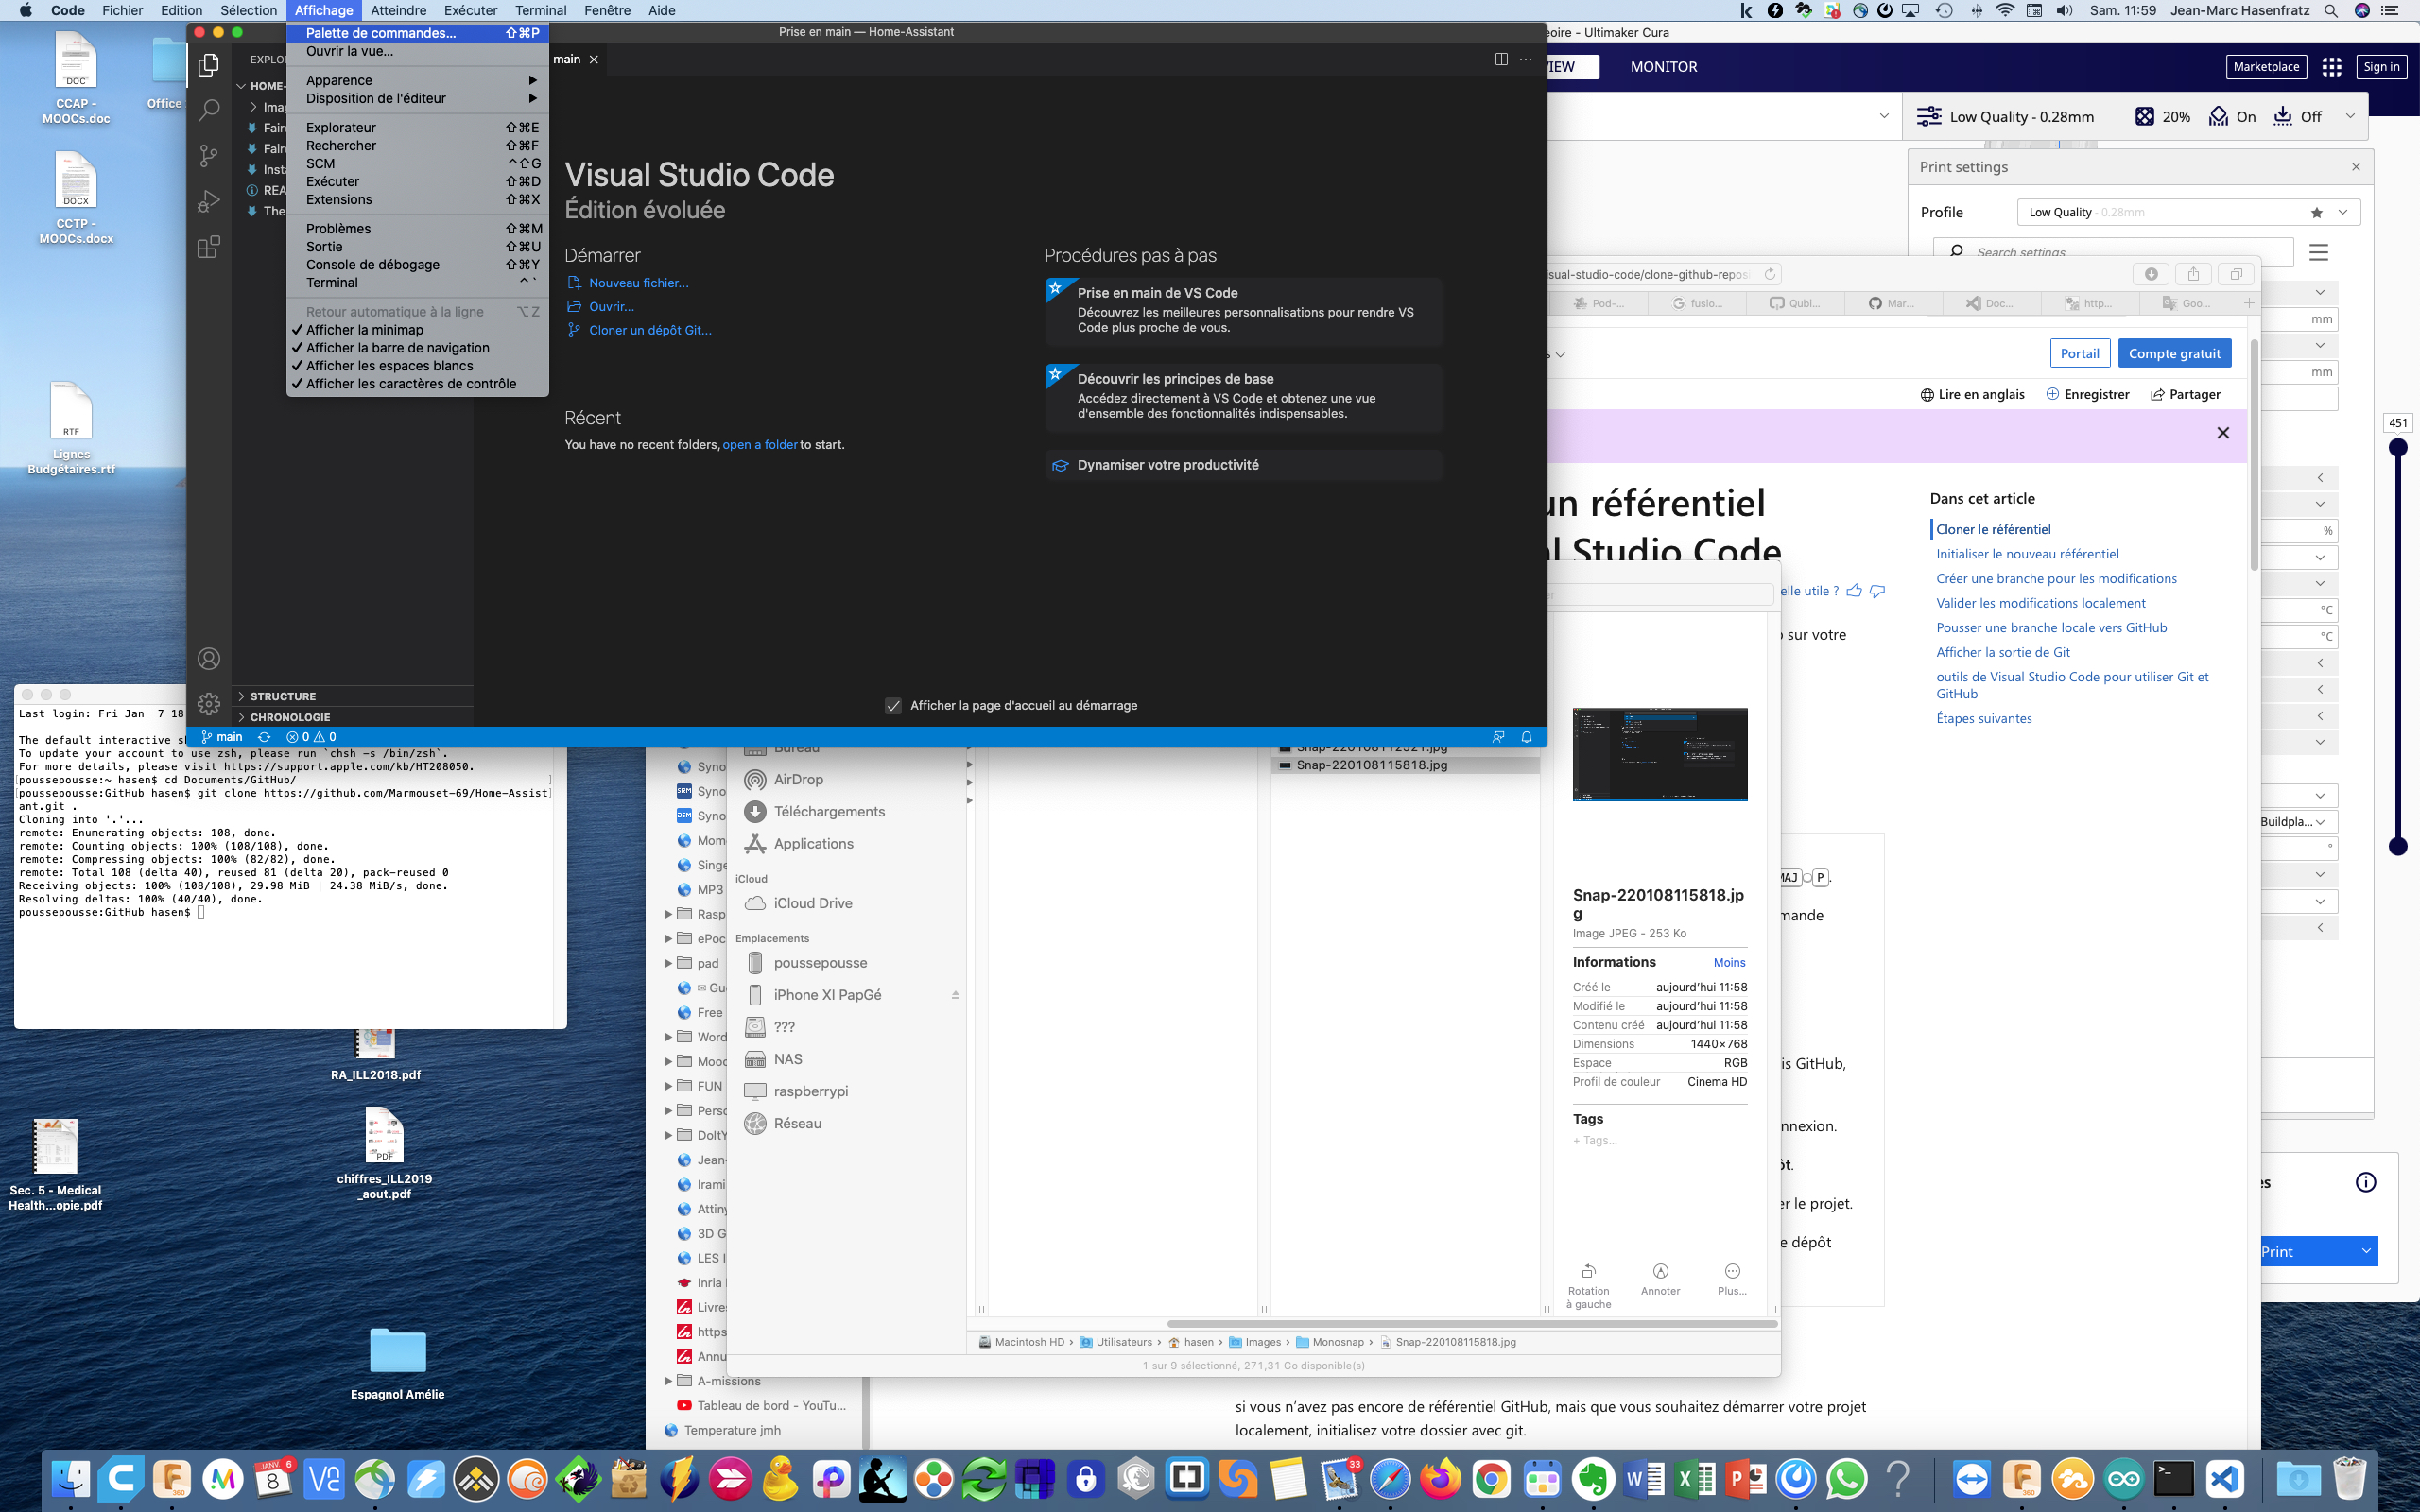 Code Fichier Edition Sélection Affichage Atteindre Exécuter Terminal Fenêtre Aide
Sam. 11:59 Jean-Marc Hasenfratz
CCAP -
MOOCs.doc
Office
CCTP -
MOOCs.docx
Lignes
Budgétaires.rtf
Prise en main — Home-Assistant
main
Palette de commandes... ⇧⌘P
Ouvrir la vue...
Apparence
Disposition de l'éditeur
Explorateur ⇧⌘E
Rechercher ⇧⌘F
SCM ^⇧G
Exécuter ⇧⌘D
Extensions ⇧⌘X
Problèmes ⇧⌘M
Sortie ⇧⌘U
Console de débogage ⇧⌘Y
Terminal ^`
Retour automatique à la ligne ⌥Z
✓ Afficher la minimap
✓ Afficher la barre de navigation
✓ Afficher les espaces blancs
✓ Afficher les caractères de contrôle
EXPLO
HOME-
Ima
Fair
Fair
Inst
REA
The
STRUCTURE
CHRONOLOGIE
Visual Studio Code
Édition évoluée
Démarrer
Nouveau fichier...
Ouvrir...
Cloner un dépôt Git...
Récent
You have no recent folders, open a folder to start.
Procédures pas à pas
Prise en main de VS Code
Découvrez les meilleures personnalisations pour rendre VS
Code plus proche de vous.
Découvrir les principes de base
Accédez directement à VS Code et obtenez une vue
d'ensemble des fonctionnalités indispensables.
Dynamiser votre productivité
Afficher la page d'accueil au démarrage
main 0 0
eoire - Ultimaker Cura
IEW MONITOR Marketplace Sign in
Low Quality - 0.28mm 20% On Off
Print settings
Profile Low Quality - 0.28mm
Search settings
mm
mm
%
°C
°C
Buildpla...
°
451
sual-studio-code/clone-github-repos
Pod-... fusio... Qubi... Mar... Doc... http... Goo...
Portail Compte gratuit
Lire en anglais Enregistrer Partager
un référentiel
l Studio Code
elle utile ?
sur votre
Dans cet article
Cloner le référentiel
Initialiser le nouveau référentiel
Créer une branche pour les modifications
Valider les modifications localement
Pousser une branche locale vers GitHub
Afficher la sortie de Git
outils de Visual Studio Code pour utiliser Git et
GitHub
Étapes suivantes
MAJ P.
mande
is GitHub,
nnexion.
ôt.
er le projet.
e dépôt
si vous n'avez pas encore de référentiel GitHub, mais que vous souhaitez démarrer votre projet
localement, initialisez votre dossier avec git.
es
Print
Last login: Fri Jan  7 18
The default interactive s
To update your account to use zsh, please run `chsh -s /bin/zsh`.
For more details, please visit https://support.apple.com/kb/HT208050.
[poussepousse:~ hasen$ cd Documents/GitHub/ ]
[poussepousse:GitHub hasen$ git clone https://github.com/Marmouset-69/Home-Assist]
ant.git .
Cloning into '.'...
remote: Enumerating objects: 108, done.
remote: Counting objects: 100% (108/108), done.
remote: Compressing objects: 100% (82/82), done.
remote: Total 108 (delta 40), reused 81 (delta 20), pack-reused 0
Receiving objects: 100% (108/108), 29.98 MiB | 24.38 MiB/s, done.
Resolving deltas: 100% (40/40), done.
poussepousse:GitHub hasen$
RA_ILL2018.pdf
chiffres_ILL2019
_aout.pdf
Sec. 5 - Medical
Health...opie.pdf
Espagnol Amélie
Syno
Syno
Syno
Mom
Singe
MP3
Rasp
ePoc
pad
Gu
Free
Word
Mooc
FUN
Perso
DoItY
Jean-
Irami
Attiny
3D G
LES I
Inria
Livre
https
Annu
A-missions
Tableau de bord - YouTu...
Temperature jmh
Bureau
AirDrop
Téléchargements
Applications
iCloud
iCloud Drive
Emplacements
poussepousse
iPhone XI PapGé
???
NAS
raspberrypi
Réseau
Snap-220108112321.jpg
Snap-220108115818.jpg
Snap-220108115818.jp
g
Image JPEG - 253 Ko
Informations Moins
Créé le aujourd'hui 11:58
Modifié le aujourd'hui 11:58
Contenu créé aujourd'hui 11:58
Dimensions 1440×768
Espace RGB
Profil de couleur Cinema HD
Tags
+ Tags...
Rotation
à gauche
Annoter
Plus...
Macintosh HD › Utilisateurs › hasen › Images › Monosnap › Snap-220108115818.jpg
1 sur 9 sélectionné, 271,31 Go disponible(s)
JANV. 8 6
33